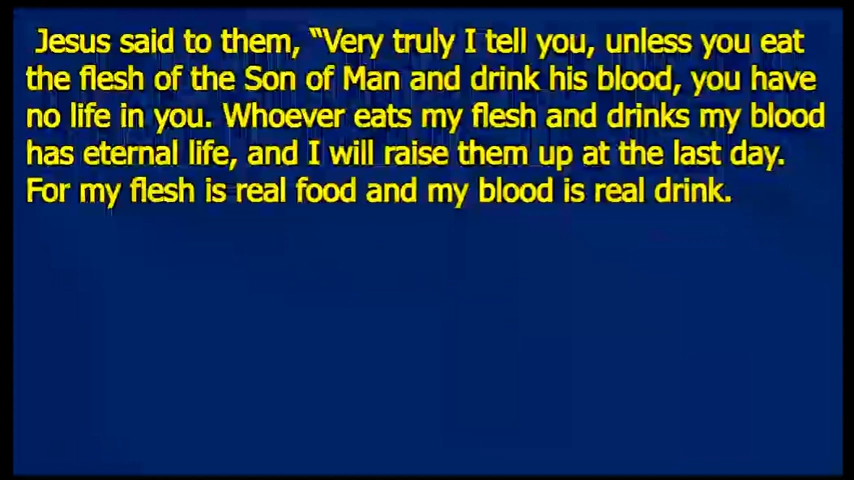 Jesus said to them, “Very truly I tell you, unless you eat
the flesh of the Son of Man and drink his blood, you have
no life in you. Whoever eats my flesh and drinks my blood
has eternal life, and I will raise them up at the last day.
For my flesh is real food and my blood is real drink.